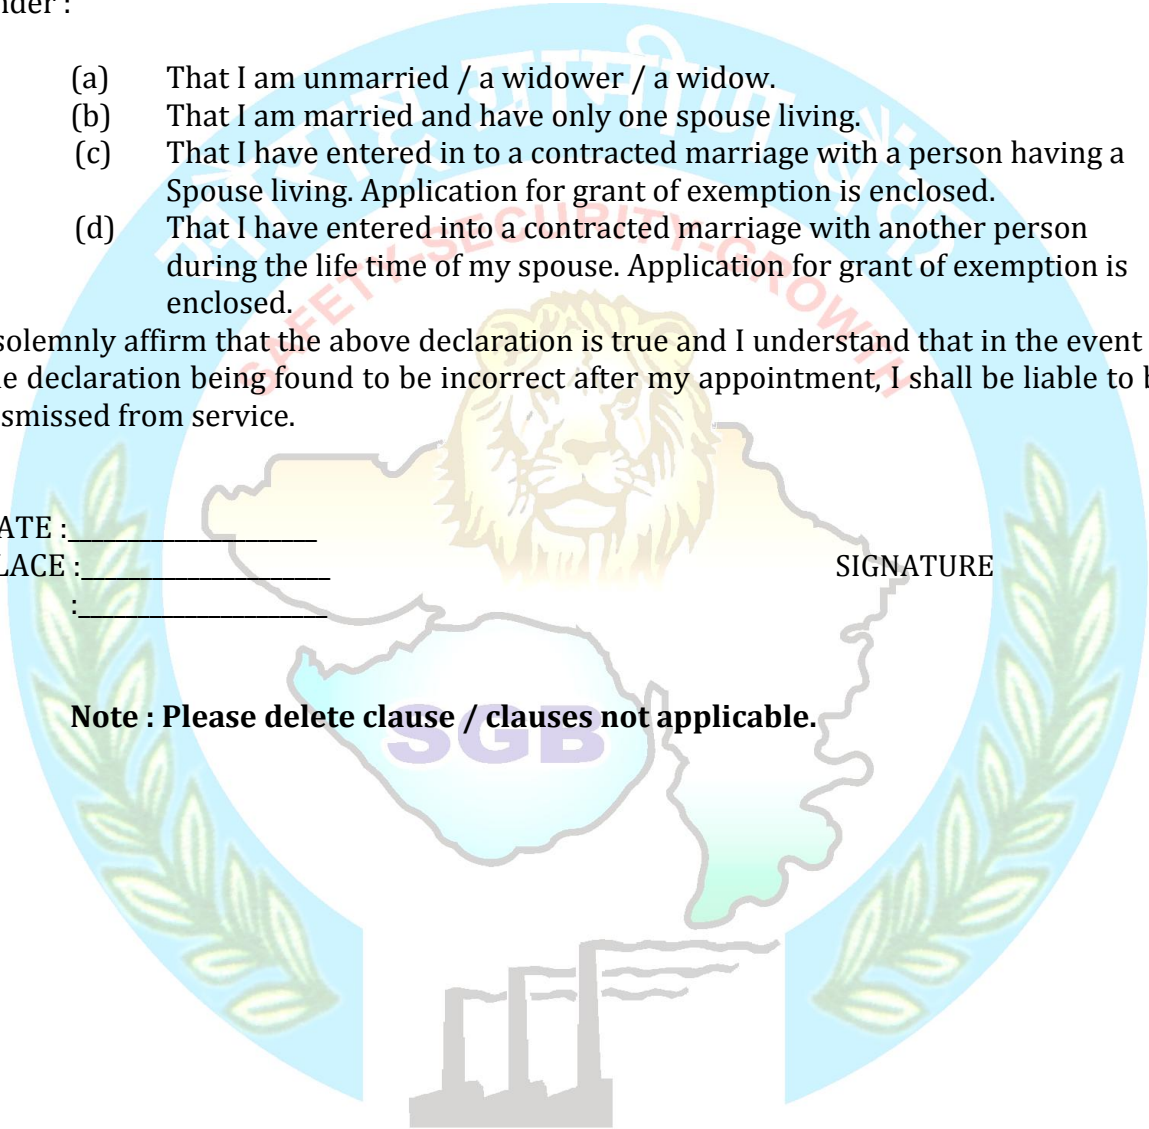 nder :
(a) That I am unmarried / a widower / a widow.
(b) That I am married and have only one spouse living.
(c) That I have entered in to a contracted marriage with a person having a
Spouse living. Application for grant of exemption is enclosed.
(d) That I have entered into a contracted marriage with another person
during the life time of my spouse. Application for grant of exemption is
enclosed.
solemnly affirm that the above declaration is true and I understand that in the event
e declaration being found to be incorrect after my appointment, I shall be liable to b
smissed from service.
ATE :____________________
LACE :____________________
SIGNATURE
:____________________
Note : Please delete clause / clauses not applicable.
सौराष्ट्र ग्रामीण बैंक
SAFETY-SECURITY-GROWTH
SGB